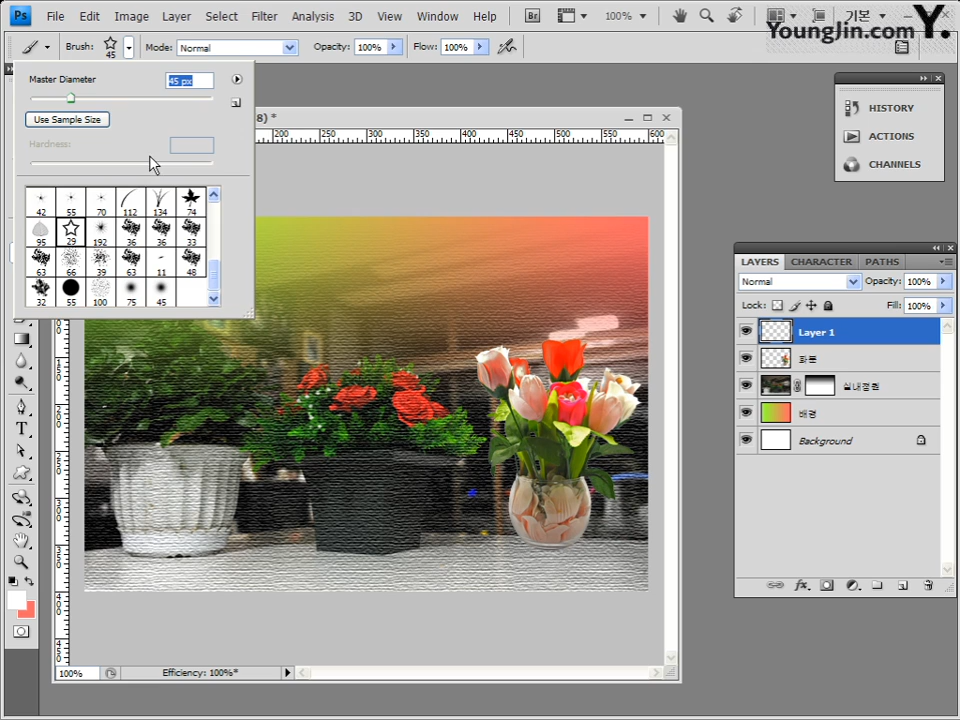 Ps File Edit Image Layer Select Filter Analysis 3D View Window Help Br 100% 기본
YoungJin.com Y.
Brush: 45 Mode: Normal Opacity: 100% Flow: 100%
Master Diameter 45 px
Use Sample Size
Hardness:
42 55 70 112 134 74
95 29 192 36 36 33
63 66 39 63 11 48
32 55 100 75 45
8) *
200 250 300 350 400 450 500 550 600
HISTORY
ACTIONS
CHANNELS
LAYERS CHARACTER PATHS
Normal Opacity: 100%
Lock: Fill: 100%
Layer 1
화분
실내정원
배경
Background
100% Efficiency: 100%*